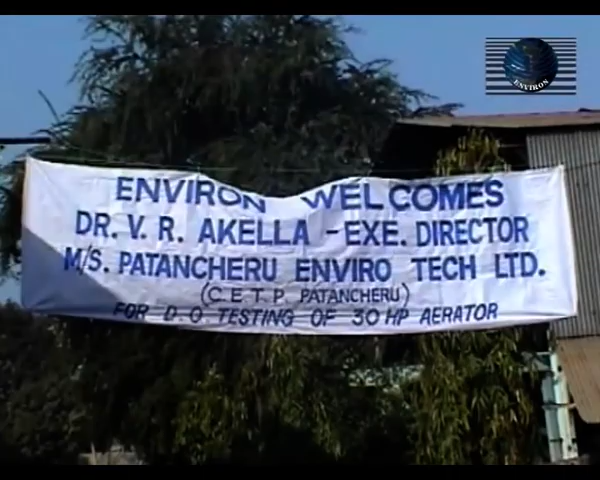 ENVIRON
ENVIRON WELCOMES
DR. V. R. AKELLA - EXE. DIRECTOR
M/S. PATANCHERU ENVIRO TECH LTD.
(C.E.T.P. PATANCHERU)
FOR D.O TESTING OF 30 HP AERATOR